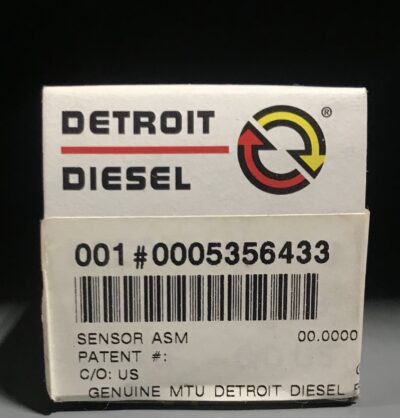 DETROIT
DIESEL
®
001#0005356433
SENSOR ASM 00.0000
PATENT #:
C/O: US
GENUINE MTU DETROIT DIESEL